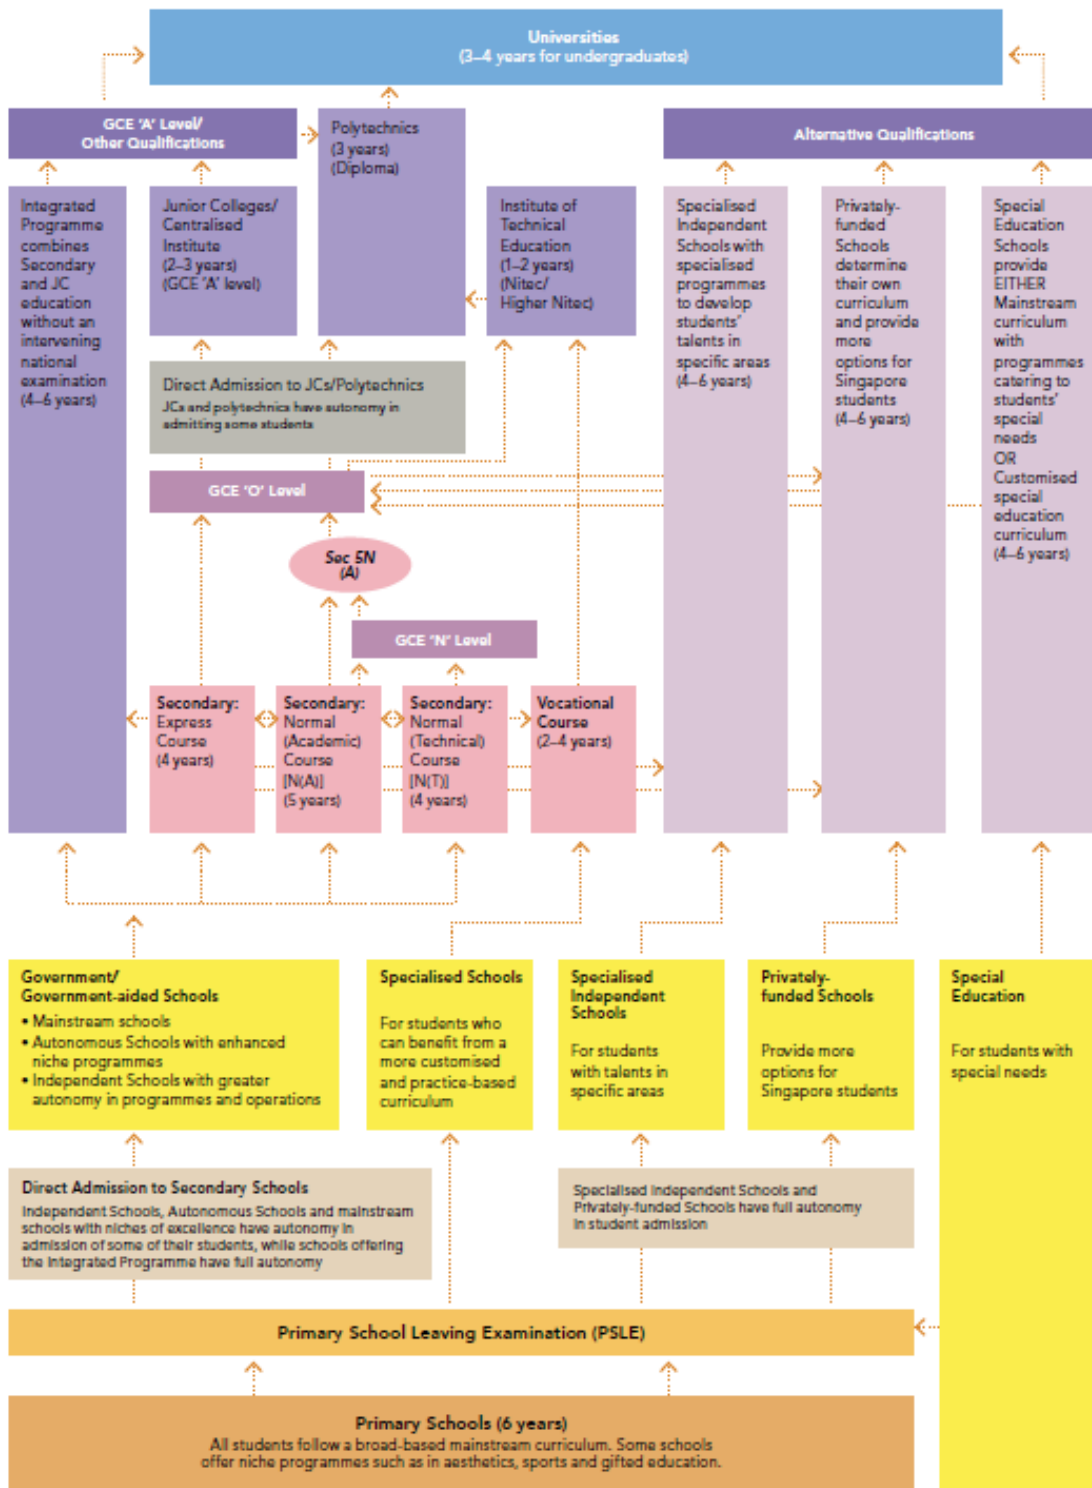 Universities
(3–4 years for undergraduates)
GCE 'A' Level/
Other Qualifications
Polytechnics
(3 years)
(Diploma)
Alternative Qualifications
Integrated
Programme
combines
Secondary
and JC
education
without an
intervening
national
examination
(4–6 years)
Junior Colleges/
Centralised
Institute
(2–3 years)
(GCE 'A' level)
Institute of
Technical
Education
(1–2 years)
(Nitec/
Higher Nitec)
Specialised
Independent
Schools with
specialised
programmes
to develop
students'
talents in
specific areas
(4–6 years)
Privately-
funded
Schools
determine
their own
curriculum
and provide
more
options for
Singapore
students
(4–6 years)
Special
Education
Schools
provide
EITHER
Mainstream
curriculum
with
programmes
catering to
students'
special
needs
OR
Customised
special
education
curriculum
(4–6 years)
Direct Admission to JCs/Polytechnics
JCs and polytechnics have autonomy in
admitting some students
GCE 'O' Level
Sec 5N
(A)
GCE 'N' Level
Secondary:
Express
Course
(4 years)
Secondary:
Normal
(Academic)
Course
[N(A)]
(5 years)
Secondary:
Normal
(Technical)
Course
[N(T)]
(4 years)
Vocational
Course
(2–4 years)
Government/
Government-aided Schools
• Mainstream schools
• Autonomous Schools with enhanced
niche programmes
• Independent Schools with greater
autonomy in programmes and operations
Specialised Schools
For students who
can benefit from a
more customised
and practice-based
curriculum
Specialised
Independent
Schools
For students
with talents in
specific areas
Privately-
funded Schools
Provide more
options for
Singapore students
Special
Education
For students with
special needs
Direct Admission to Secondary Schools
Independent Schools, Autonomous Schools and mainstream
schools with niches of excellence have autonomy in
admission of some of their students, while schools offering
the Integrated Programme have full autonomy
Specialised Independent Schools and
Privately-funded Schools have full autonomy
in student admission
Primary School Leaving Examination (PSLE)
Primary Schools (6 years)
All students follow a broad-based mainstream curriculum. Some schools
offer niche programmes such as in aesthetics, sports and gifted education.